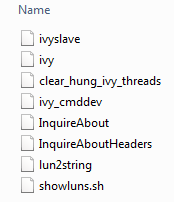 Name
ivyslave
ivy
clear_hung_ivy_threads
ivy_cmddev
InquireAbout
InquireAboutHeaders
lun2string
showluns.sh